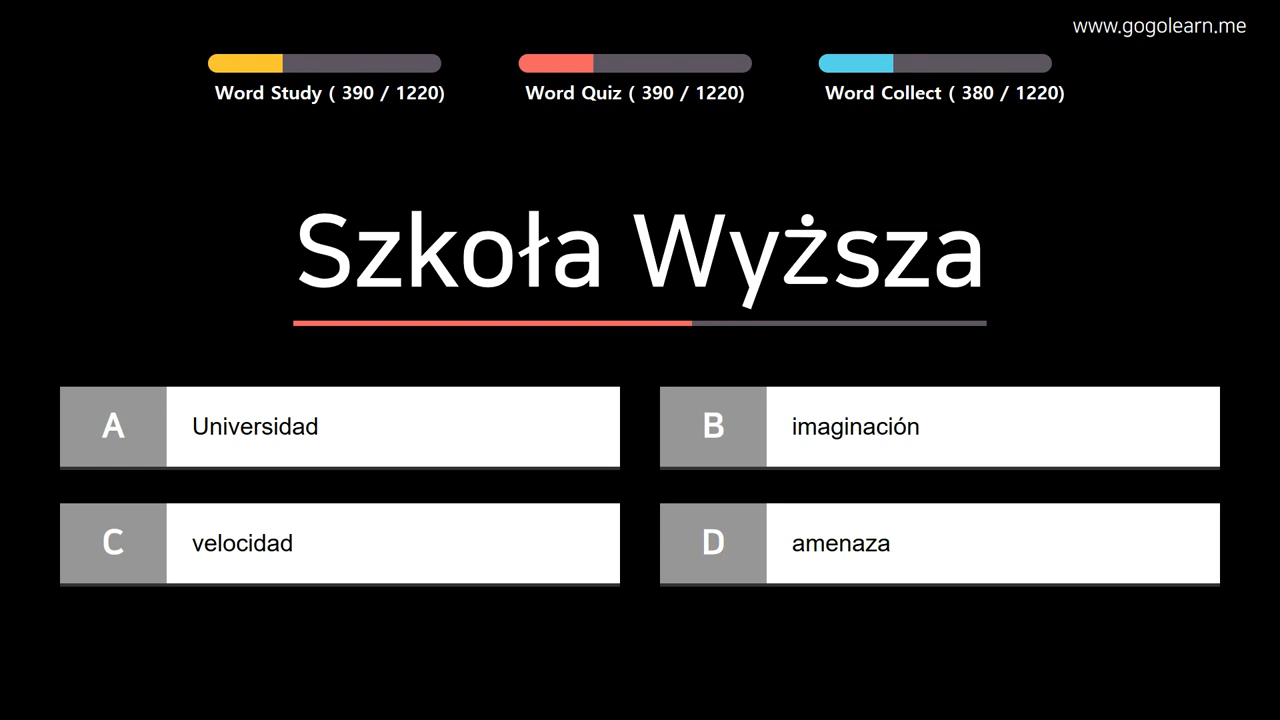 www.gogolearn.me
Word Study ( 390 / 1220)
Word Quiz ( 390 / 1220)
Word Collect ( 380 / 1220)
Szkoła Wyższa
A Universidad
B imaginación
C velocidad
D amenaza